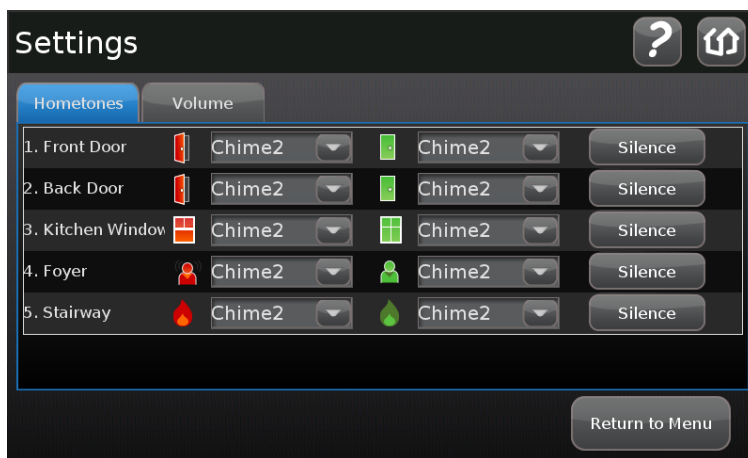 Settings
?
Hometones Volume
1. Front Door Chime2 Chime2 Silence
2. Back Door Chime2 Chime2 Silence
3. Kitchen Window Chime2 Chime2 Silence
4. Foyer Chime2 Chime2 Silence
5. Stairway Chime2 Chime2 Silence
Return to Menu